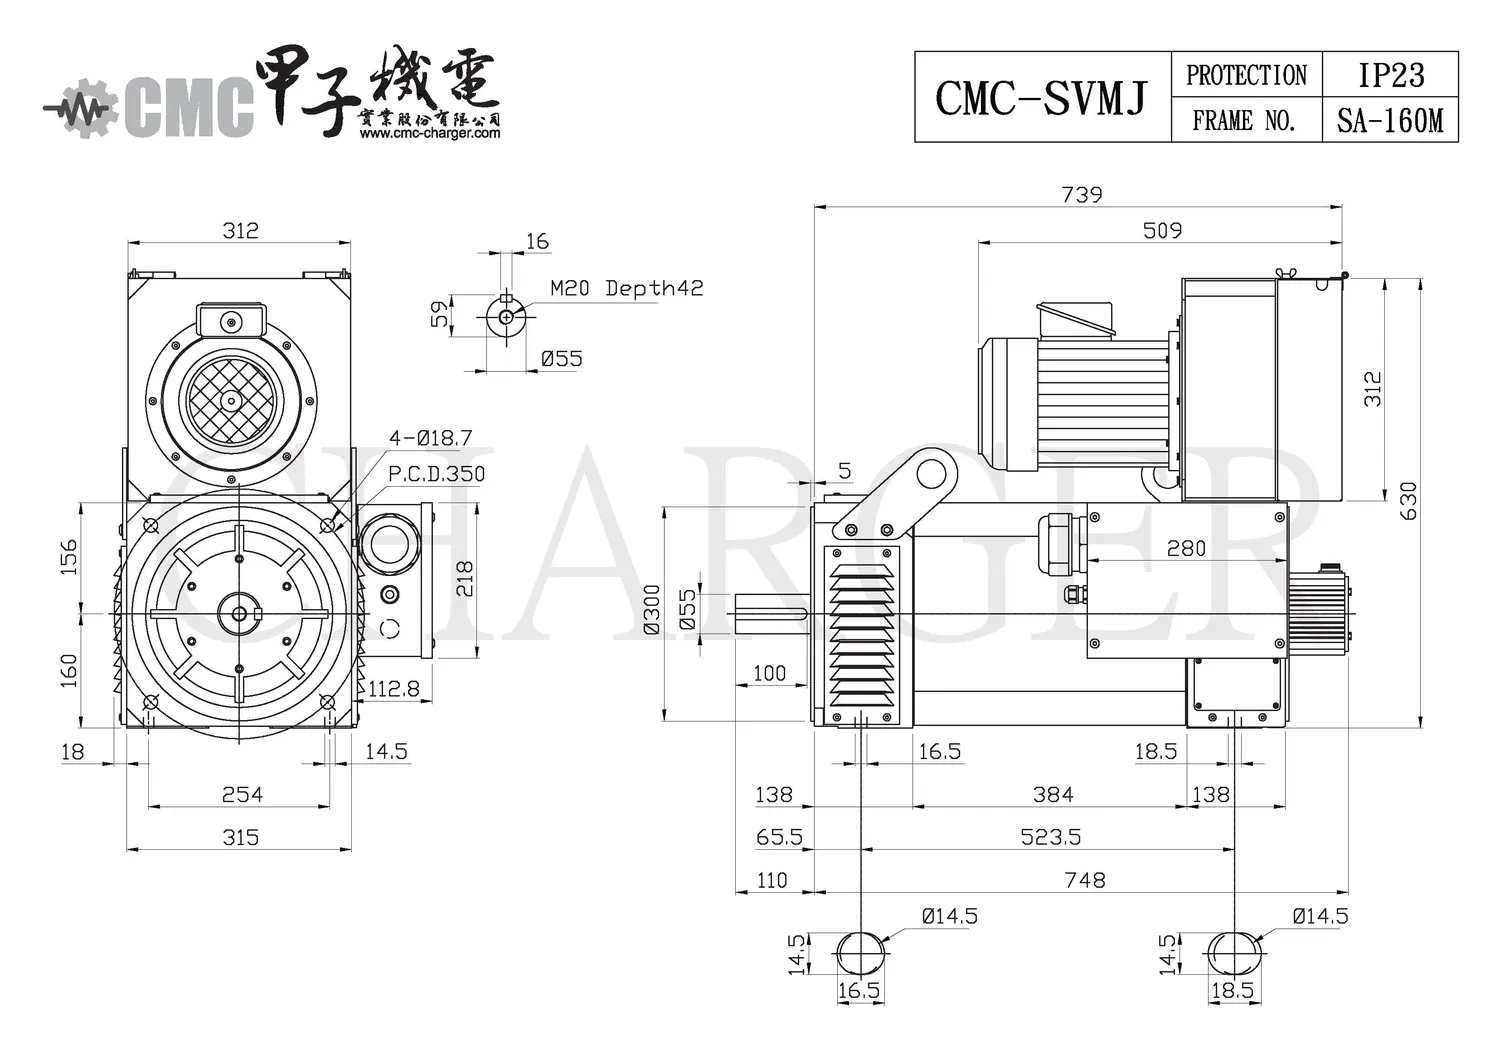 CMC 甲子機電
實業股份有限公司
www.cmc-charger.com
CMC-SVMJ
PROTECTION IP23
FRAME NO. SA-160M
CHARGER
312
16
M20 Depth42
59
Ø55
4-Ø18.7
P.C.D.350
156
160
218
112.8
18
14.5
254
315
739
509
312
630
5
280
Ø300
Ø55
100
16.5
18.5
138
384
138
65.5
523.5
110
748
Ø14.5
14.5
16.5
Ø14.5
14.5
18.5